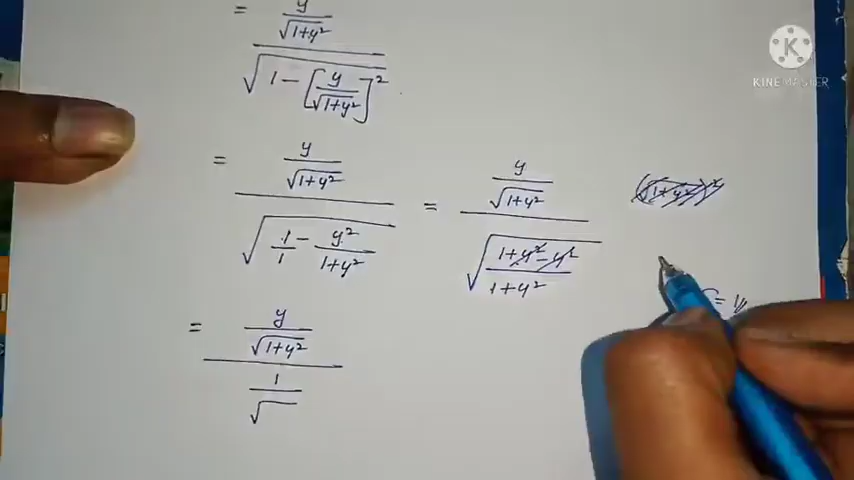 = y/√(1+y²)
/ √(1 − [y/√(1+y²)]²)
KINEMASTER
= (y/√(1+y²)) / √(1/1 − y²/(1+y²)) = (y/√(1+y²)) / √((1+y²−y²)/(1+y²))
= 1
= (y/√(1+y²)) / (1/√)